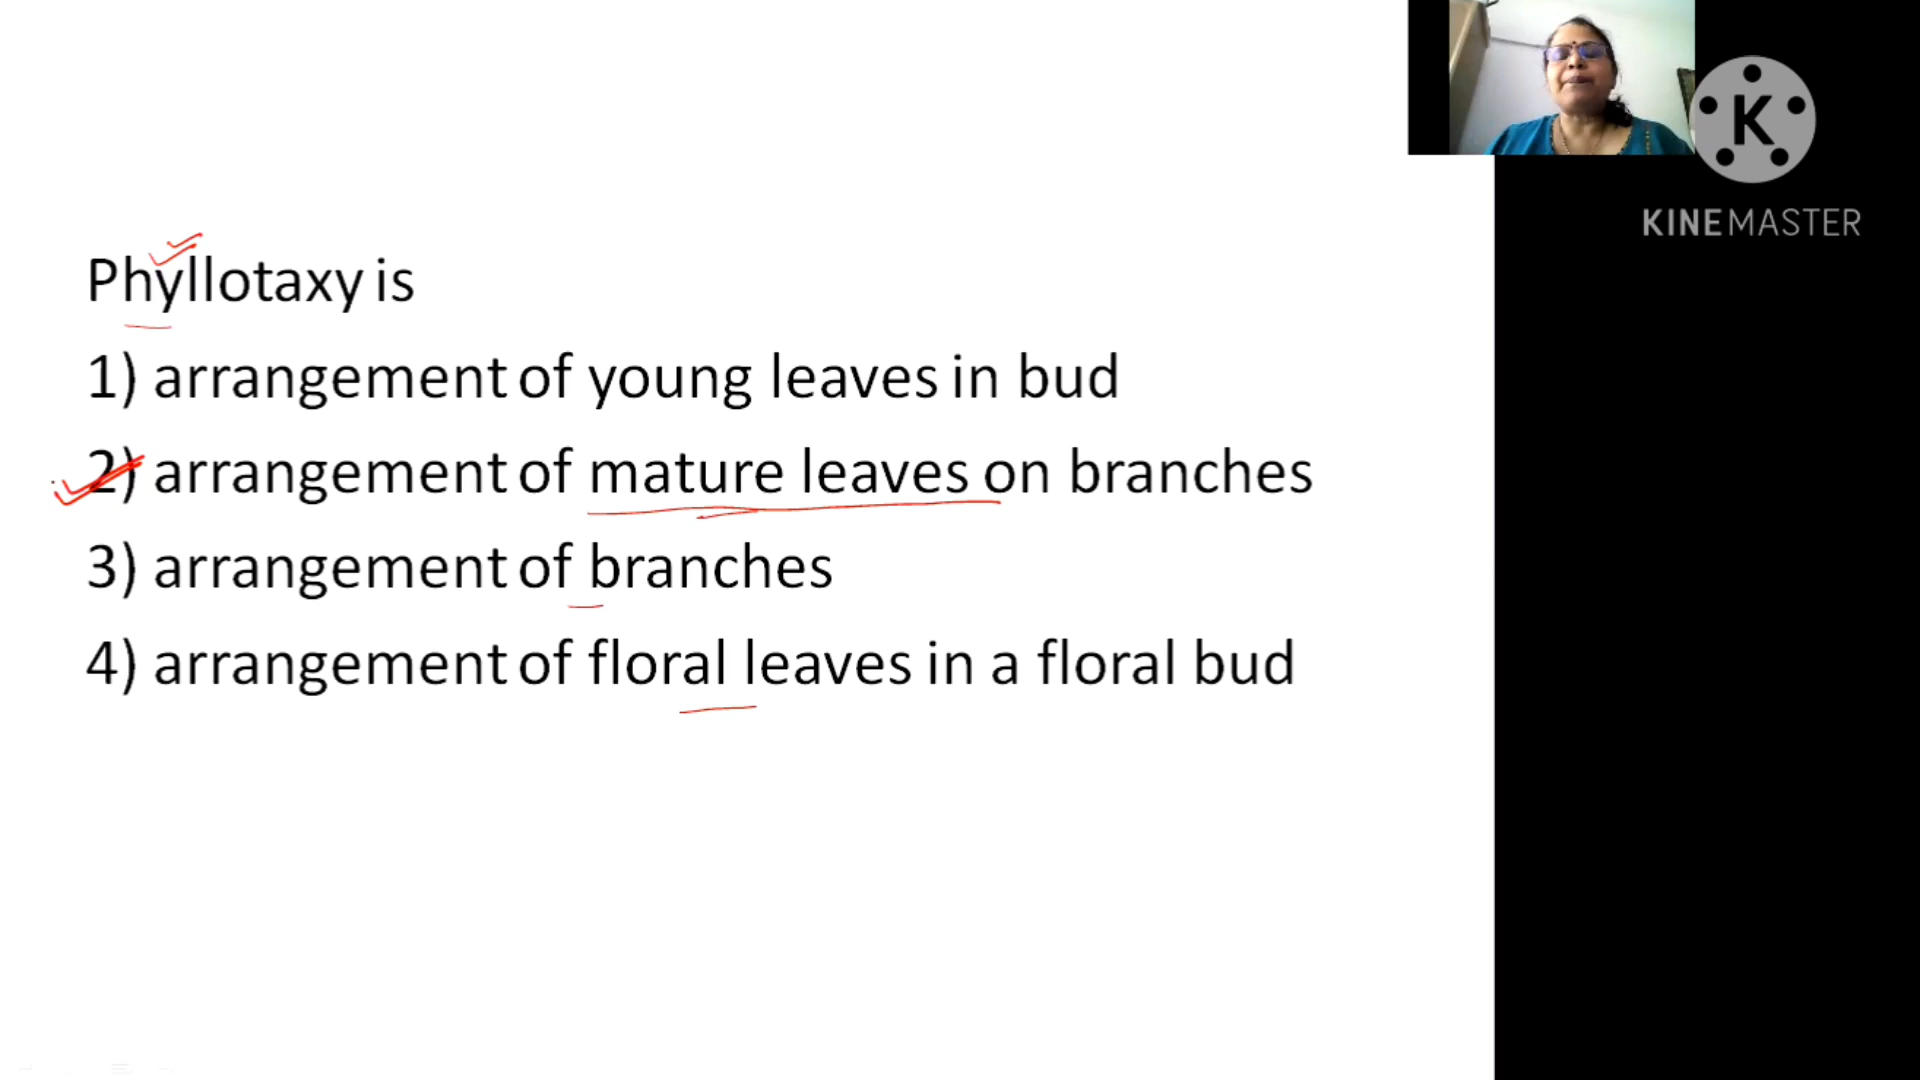 K
KINEMASTER
Phyllotaxy is
1) arrangement of young leaves in bud
2) arrangement of mature leaves on branches
3) arrangement of branches
4) arrangement of floral leaves in a floral bud